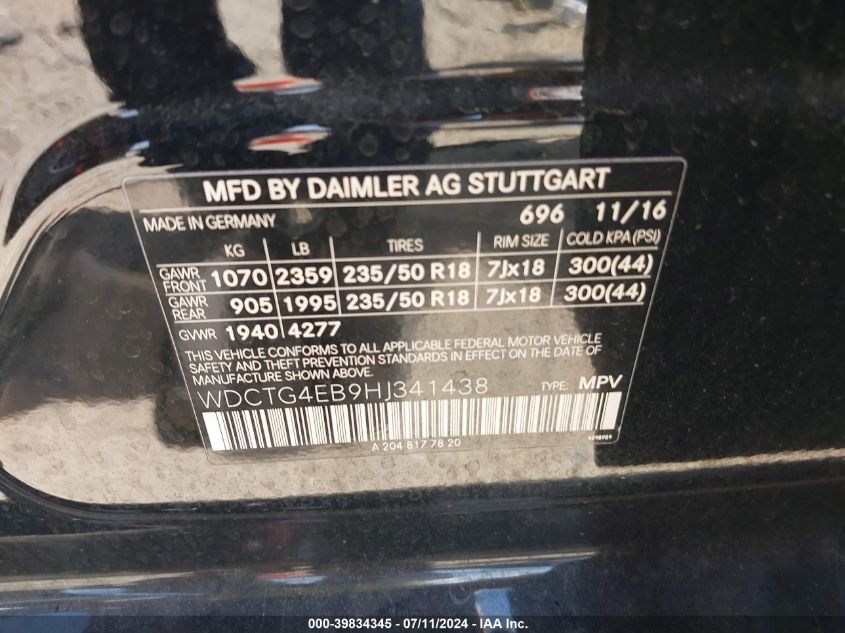 MFD BY DAIMLER AG STUTTGART
MADE IN GERMANY 696 11/16
KG LB TIRES RIM SIZE COLD KPA (PSI)
GAWR FRONT 1070 2359 235/50 R18 7Jx18 300(44)
GAWR REAR 905 1995 235/50 R18 7Jx18 300(44)
GVWR 1940 4277
THIS VEHICLE CONFORMS TO ALL APPLICABLE FEDERAL MOTOR VEHICLE
SAFETY AND THEFT PREVENTION STANDARDS IN EFFECT ON THE DATE OF
MANUFACTURE SHOWN ABOVE.
WDCTG4EB9HJ341438 TYPE: MPV
A 204 817 78 20
000-39834345 - 07/11/2024 - IAAI.COM